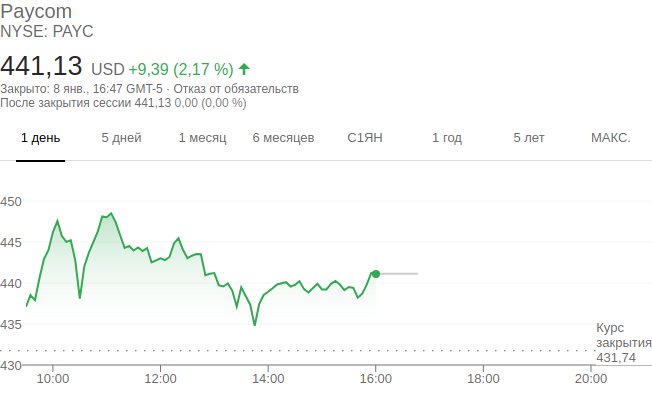 Paycom
NYSE: PAYC
441,13 USD +9,39 (2,17 %)
Закрыто: 8 янв., 16:47 GMT-5 · Отказ от обязательств
После закрытия сессии 441,13 0,00 (0,00 %)
1 день 5 дней 1 месяц 6 месяцев С1ЯН 1 год 5 лет МАКС.
450
445
440
435
Курс
закрытия
431,74
430
10:00 12:00 14:00 16:00 18:00 20:00